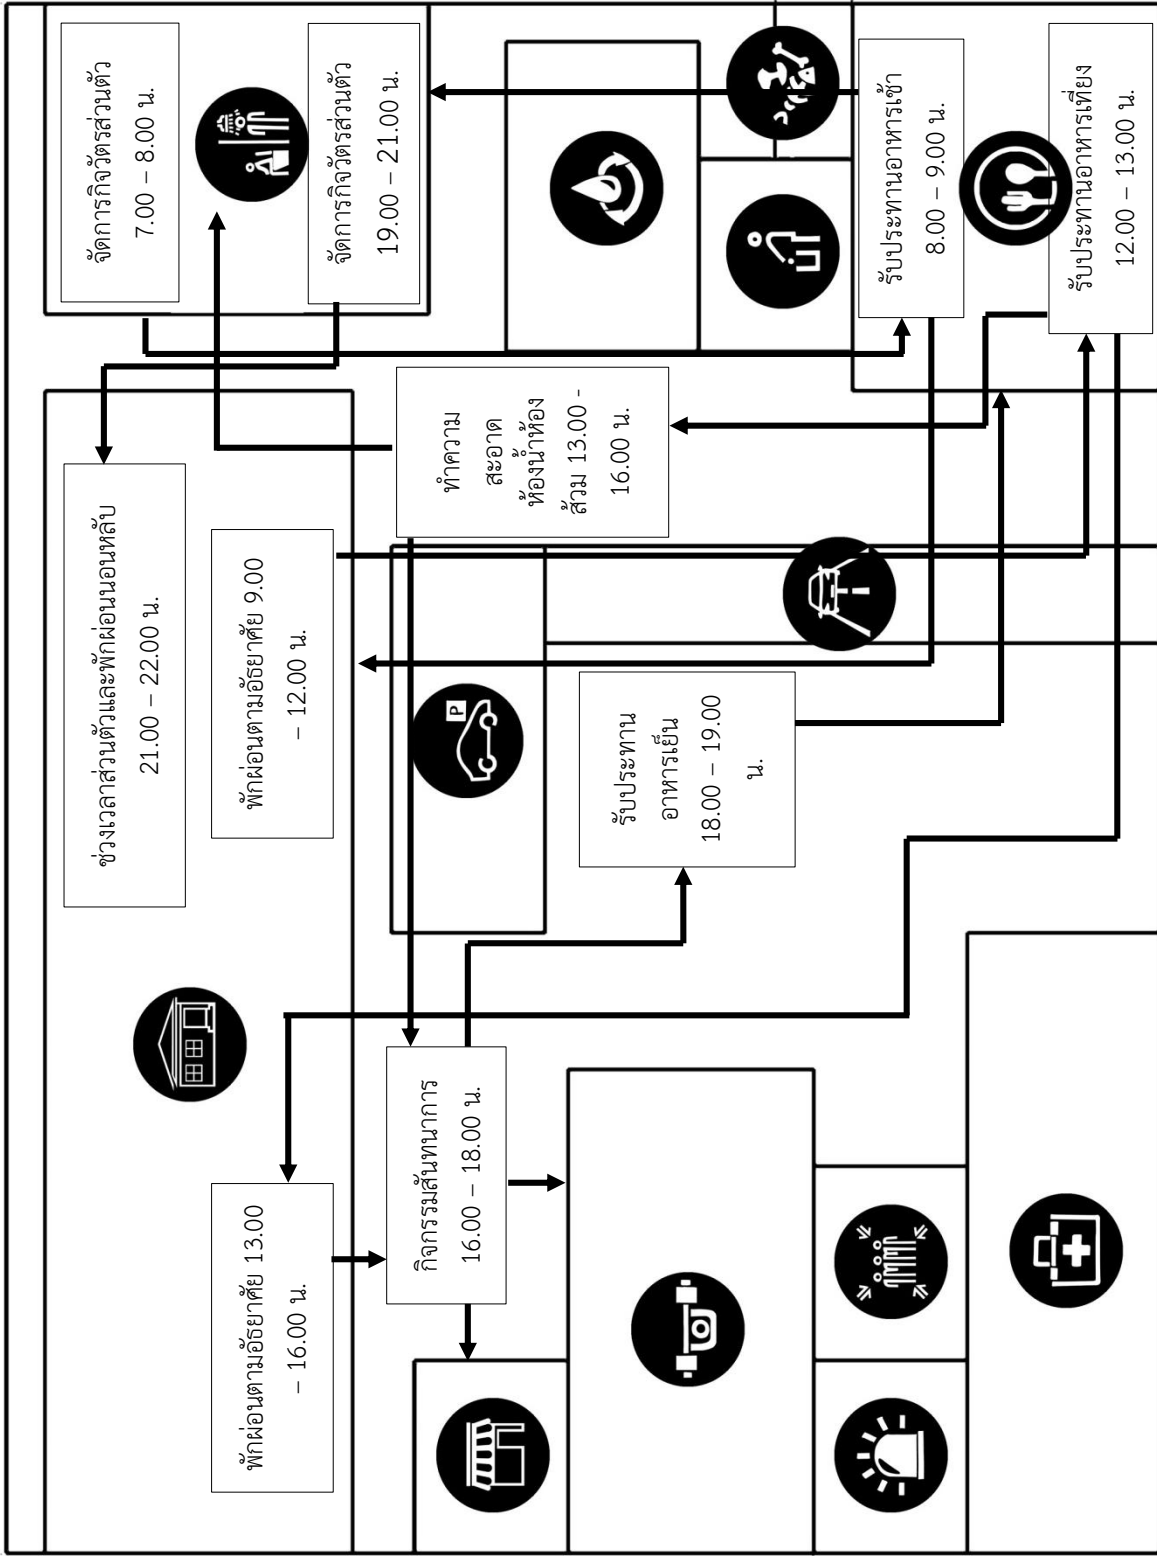 ช่วงเวลาส่วนตัวและพักผ่อนนอนหลับ
21.00 – 22.00 น.
จัดการกิจวัตรส่วนตัว
7.00 – 8.00 น.
พักผ่อนตามอัธยาศัย 13.00
– 16.00 น.
พักผ่อนตามอัธยาศัย 9.00
– 12.00 น.
จัดการกิจวัตรส่วนตัว
19.00 – 21.00 น.
กิจกรรมสันทนาการ
16.00 – 18.00 น.
P
ทำความ
สะอาด
ห้องน้ำห้อง
ส้วม 13.00 -
16.00 น.
รับประทาน
อาหารเย็น
18.00 – 19.00
น.
รับประทานอาหารเช้า
8.00 – 9.00 น.
รับประทานอาหารเที่ยง
12.00 – 13.00 น.